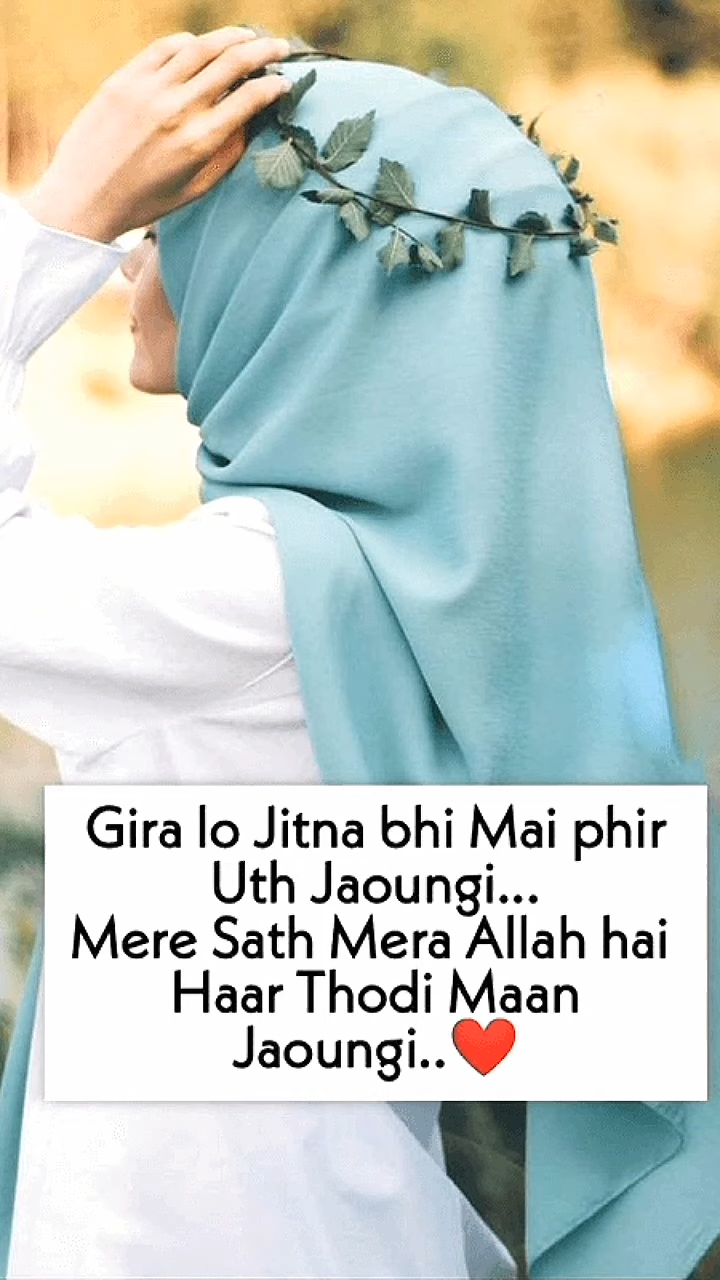 Gira lo Jitna bhi Mai phir
Uth Jaoungi...
Mere Sath Mera Allah hai
Haar Thodi Maan
Jaoungi..❤️